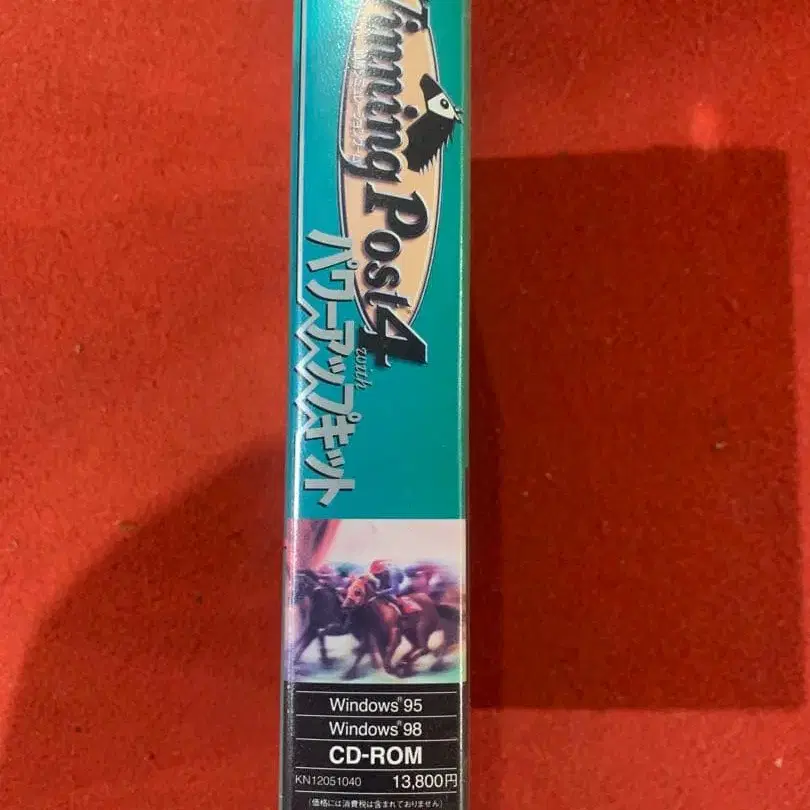 Winning Post 4
with
パワーアップキット
Windows® 95
Windows® 98
CD-ROM
KN12051040 13,800円
(価格には消費税は含まれておりません)